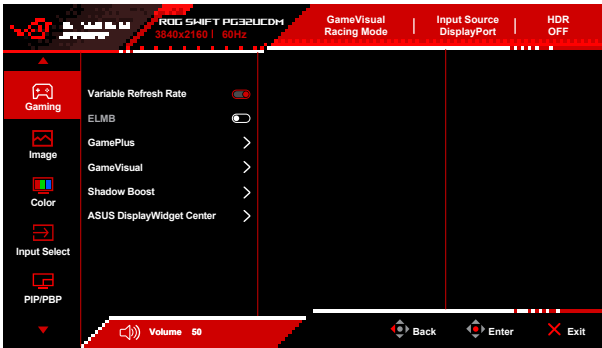 ROG SWIFT PG32UCDM
3840x2160 | 60Hz
GameVisual
Racing Mode
Input Source
DisplayPort
HDR
OFF
Gaming
Image
Color
Input Select
PIP/PBP
Variable Refresh Rate
ELMB
GamePlus
GameVisual
Shadow Boost
ASUS DisplayWidget Center
Volume 50
Back
Enter
Exit